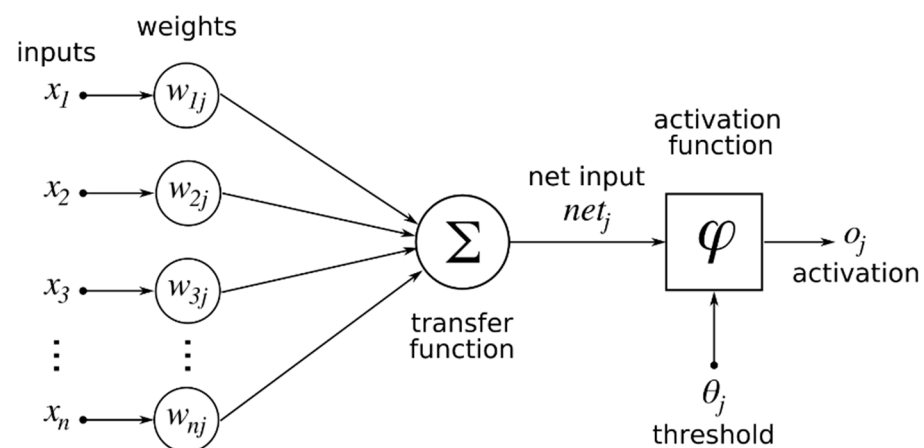 weights
inputs
x1
w1j
x2
w2j
x3
w3j
⋮ ⋮
xn
wnj
Σ
transfer
function
net input
netj
activation
function
φ
oj
activation
θj
threshold